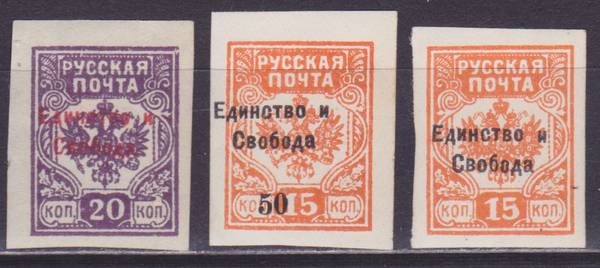 РУССКАЯ
ПОЧТА
Единство и
Свобода
КОП. 20 КОП.
РУССКАЯ
ПОЧТА
Единство и
Свобода
КОП. 50 15 КОП.
РУССКАЯ
ПОЧТА
Единство и
Свобода
КОП. 15 КОП.